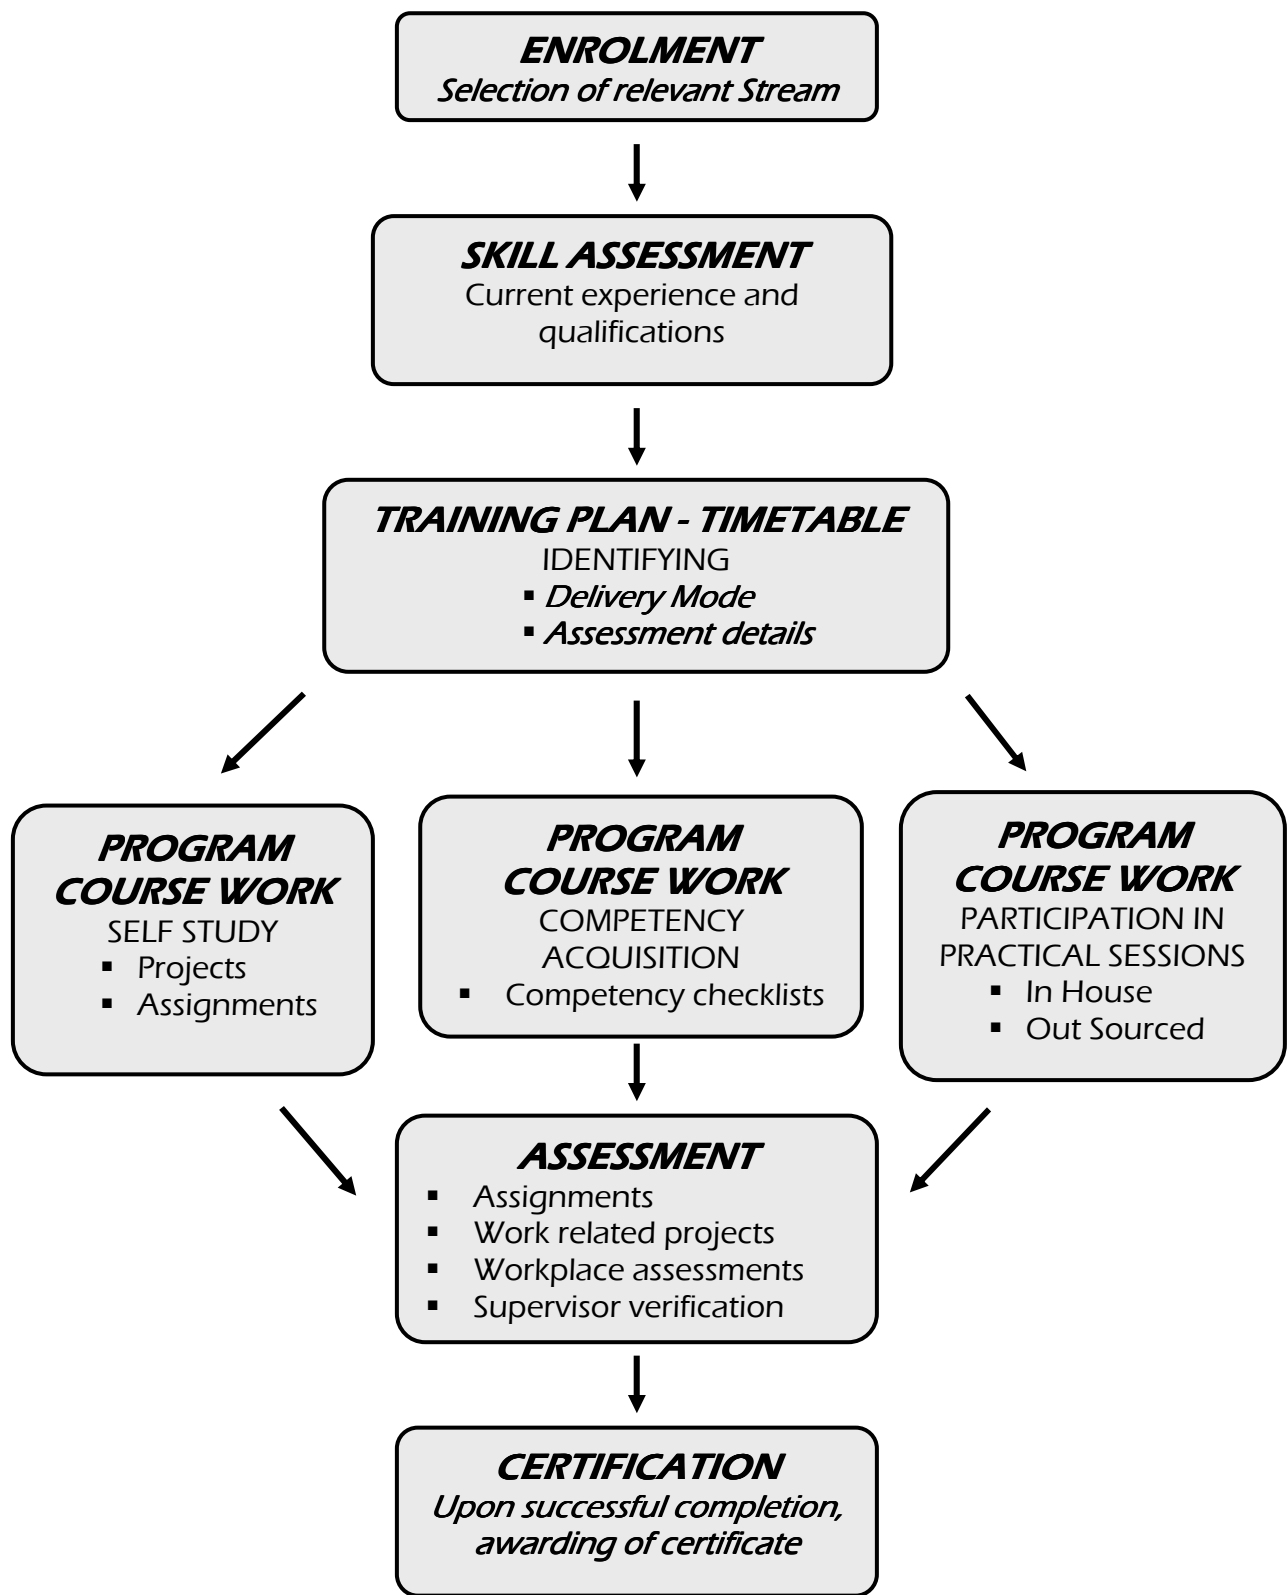 ENROLMENT
Selection of relevant Stream
SKILL ASSESSMENT
Current experience and
qualifications
TRAINING PLAN - TIMETABLE
IDENTIFYING
▪ Delivery Mode
▪ Assessment details
PROGRAM
COURSE WORK
SELF STUDY
▪ Projects
▪ Assignments
PROGRAM
COURSE WORK
COMPETENCY
ACQUISITION
▪ Competency checklists
PROGRAM
COURSE WORK
PARTICIPATION IN
PRACTICAL SESSIONS
▪ In House
▪ Out Sourced
ASSESSMENT
▪ Assignments
▪ Work related projects
▪ Workplace assessments
▪ Supervisor verification
CERTIFICATION
Upon successful completion,
awarding of certificate